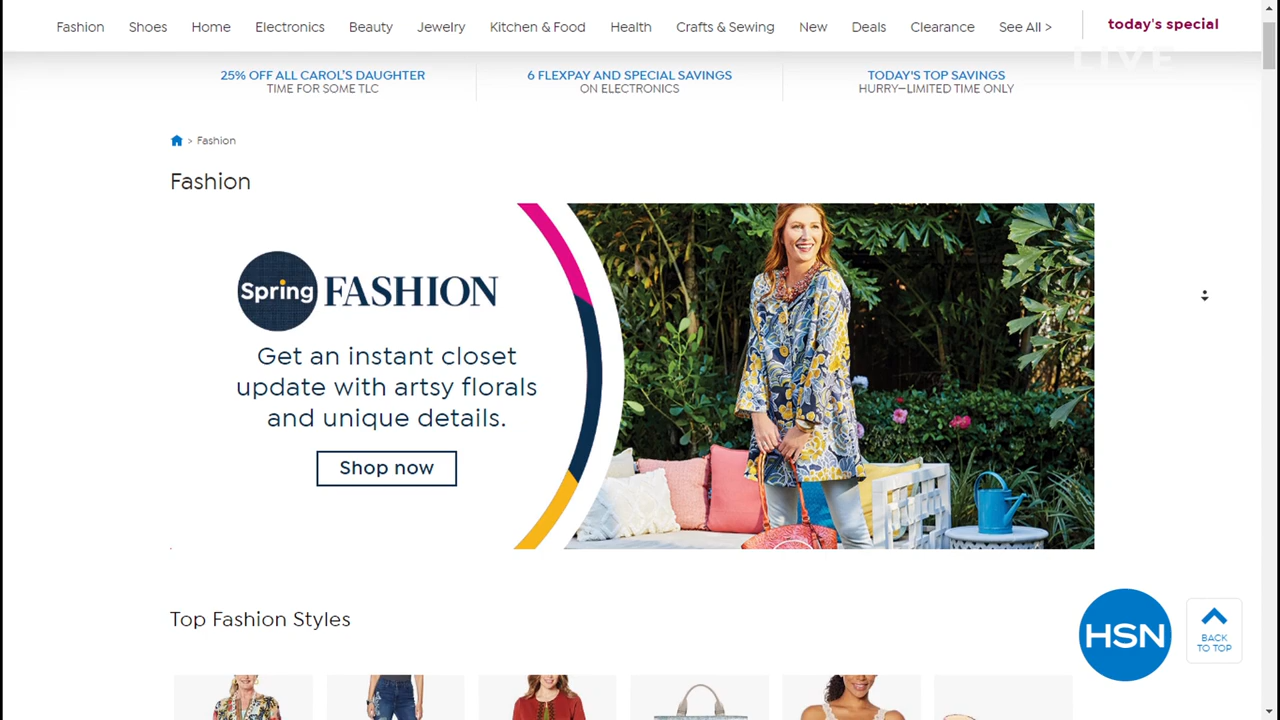 Fashion Shoes Home Electronics Beauty Jewelry Kitchen & Food Health Crafts & Sewing New Deals Clearance See All > today's special
LIVE
25% OFF ALL CAROL'S DAUGHTER
TIME FOR SOME TLC
6 FLEXPAY AND SPECIAL SAVINGS
ON ELECTRONICS
TODAY'S TOP SAVINGS
HURRY—LIMITED TIME ONLY
> Fashion
Fashion
Spring FASHION
Get an instant closet
update with artsy florals
and unique details.
Shop now
Top Fashion Styles
HSN
BACK
TO TOP